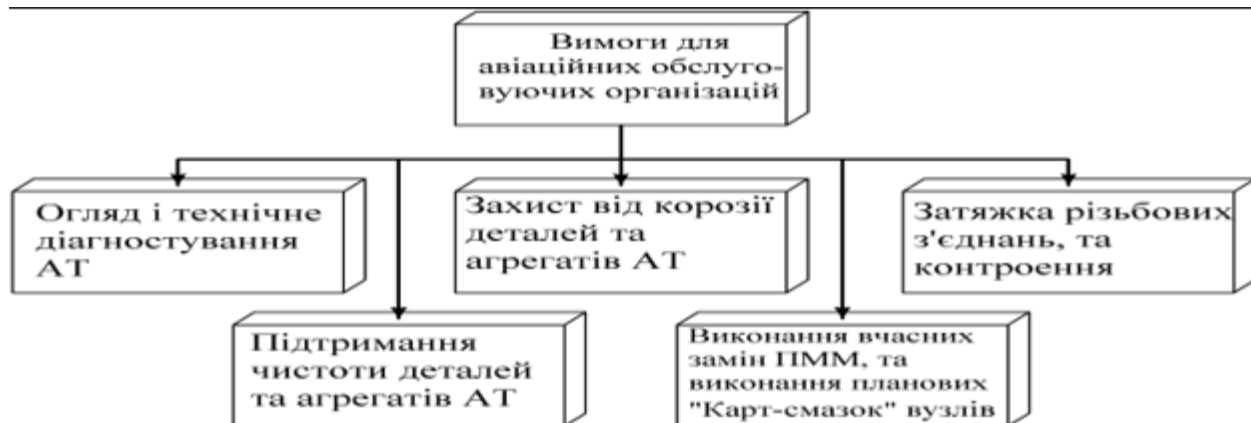 Вимоги для
авіаційних обслуго-
вуючих організацій
Огляд і технічне
діагностування
АТ
Захист від корозії
деталей та
агрегатів АТ
Затяжка різьбових
з'єднань, та
контроення
Підтримання
чистоти деталей
та агрегатів АТ
Виконання вчасних
замін ПММ, та
виконання планових
"Карт-смазок" вузлів